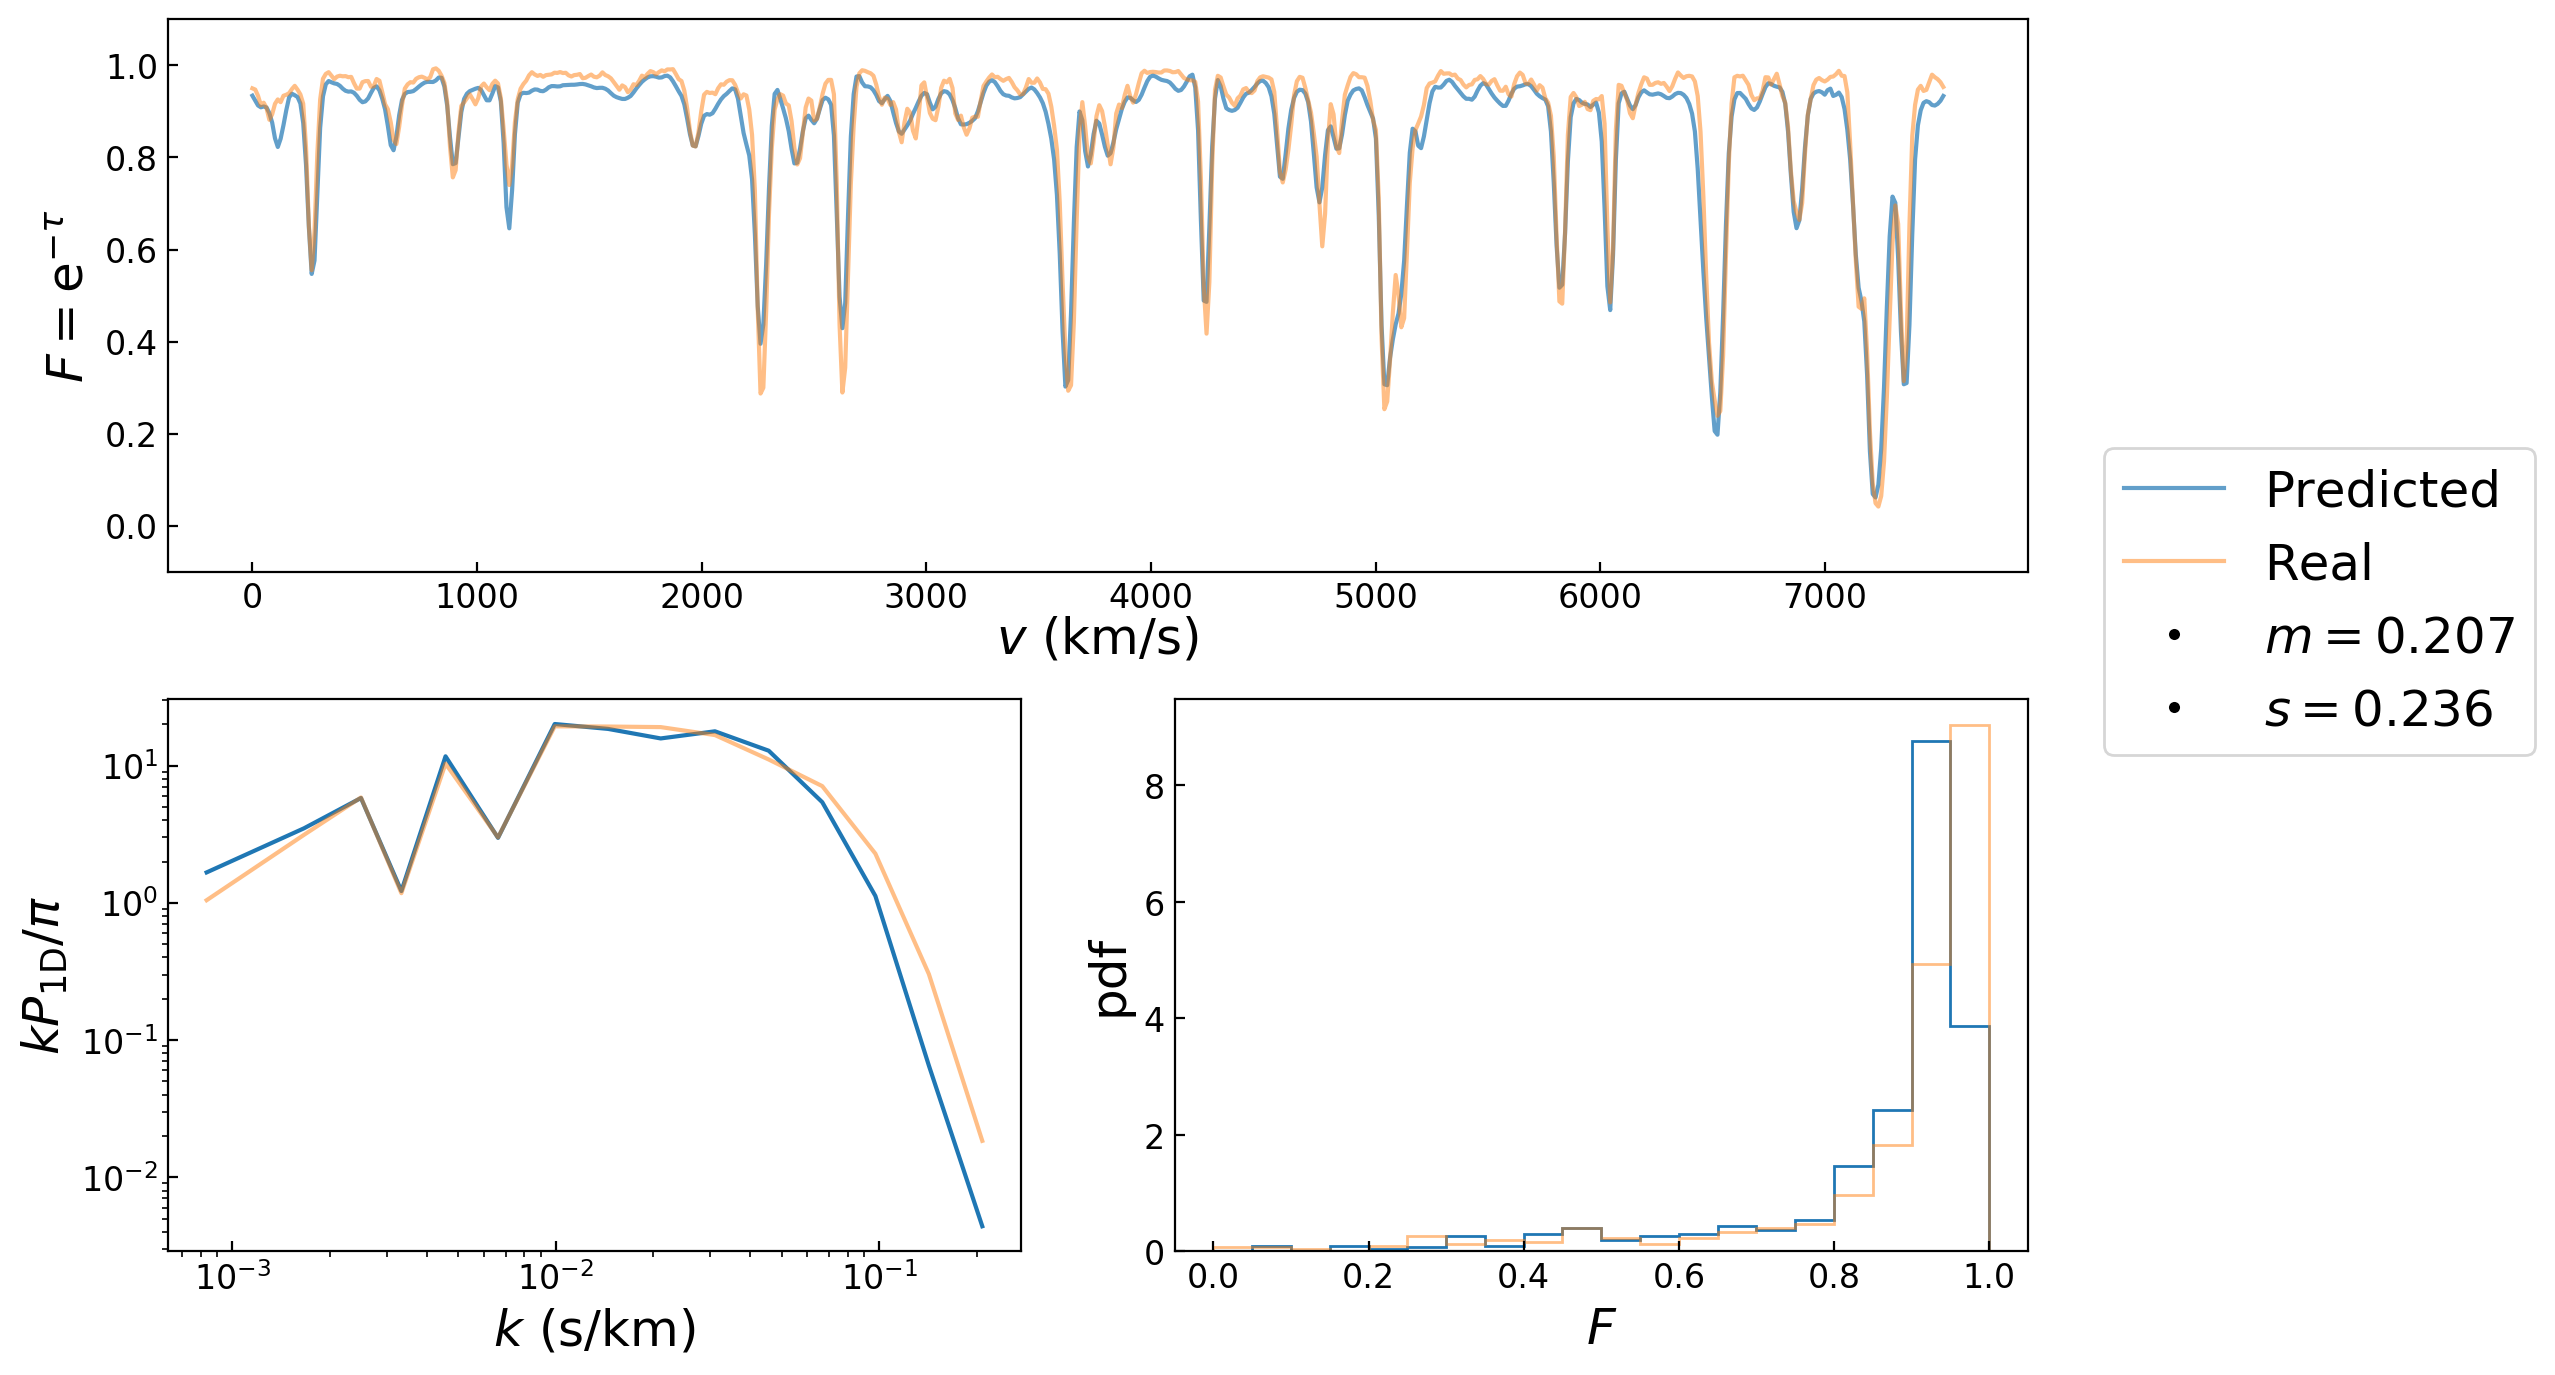 1.0
0.8
0.6
0.4
0.2
0.0
F = e^{−τ}
0 1000 2000 3000 4000 5000 6000 7000
v (km/s)
Predicted
Real
m = 0.207
s = 0.236
10^1
10^0
10^{−1}
10^{−2}
kP_{1D}/π
10^{−3} 10^{−2} 10^{−1}
k (s/km)
8
6
4
2
0
pdf
0.0 0.2 0.4 0.6 0.8 1.0
F